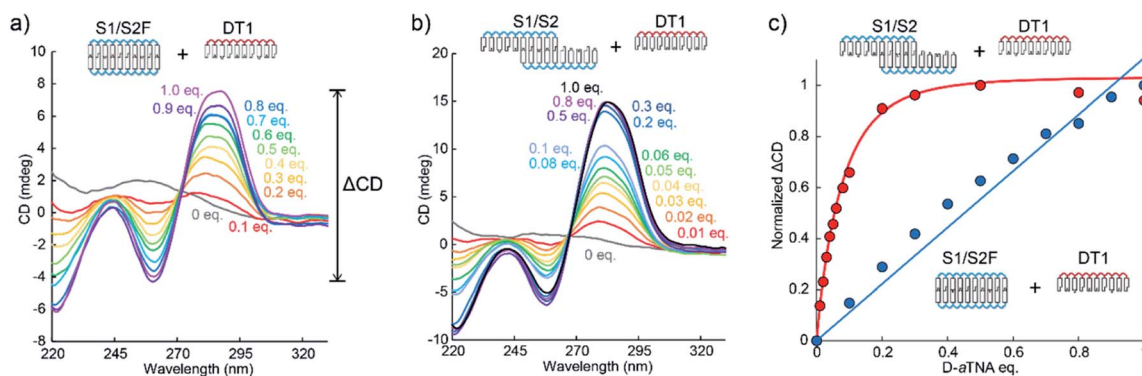 a)
S1/S2F
+
DT1
10
8
6
4
2
0
-2
-4
-6
-8
CD (mdeg)
1.0 eq.
0.9 eq.
0.8 eq.
0.7 eq.
0.6 eq.
0.5 eq.
0.4 eq.
0.3 eq.
0.2 eq.
0 eq.
0.1 eq.
ΔCD
220
245
270
295
320
Wavelength (nm)
b)
S1/S2
+
DT1
20
15
10
5
0
-5
-10
CD (mdeg)
1.0 eq.
0.8 eq.
0.5 eq.
0.3 eq.
0.2 eq.
0.1 eq.
0.08 eq.
0.06 eq.
0.05 eq.
0.04 eq.
0.03 eq.
0.02 eq.
0.01 eq.
0 eq.
220
245
270
295
320
Wavelength (nm)
c)
S1/S2
+
DT1
1
0.8
0.6
0.4
0.2
0
Normalized ΔCD
S1/S2F
+
DT1
0
0.2
0.4
0.6
0.8
D-aTNA eq.